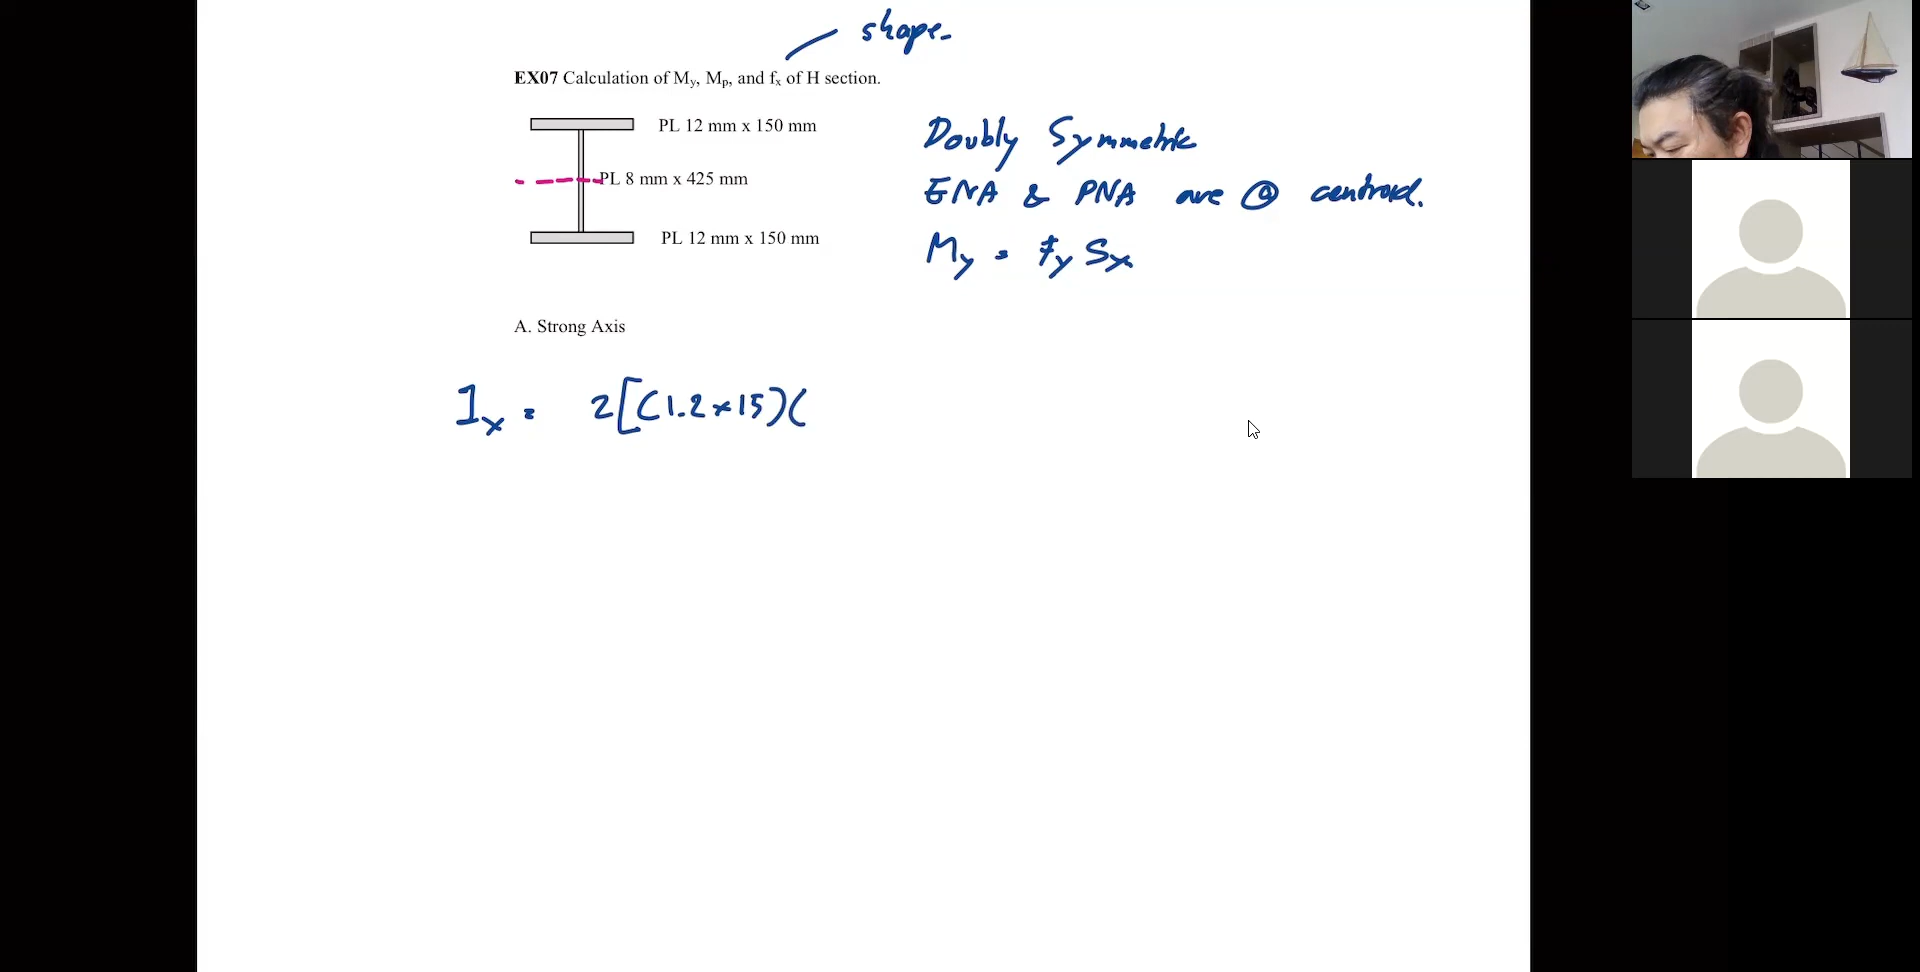 shape.
EX07 Calculation of My, Mp, and fx of H section.
PL 12 mm x 150 mm
PL 8 mm x 425 mm
PL 12 mm x 150 mm
Doubly Symmetric
ENA & PNA are @ centroid.
My = Fy Sx
A. Strong Axis
Ix = 2[(1.2x15)(